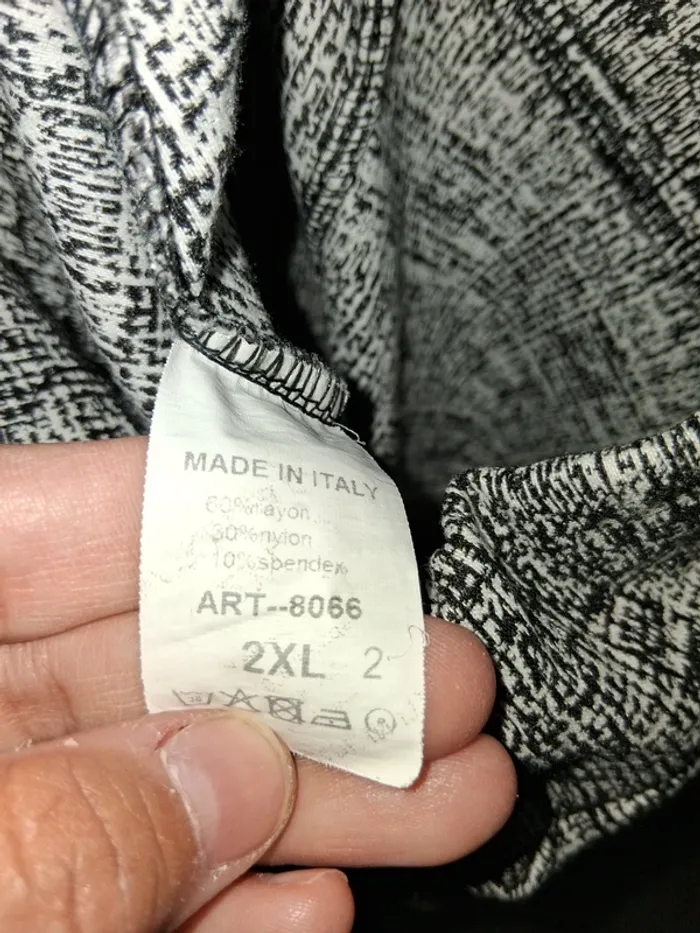 MADE IN ITALY
60%rayon
30%nylon
10%spendex
ART--8066
2XL 2